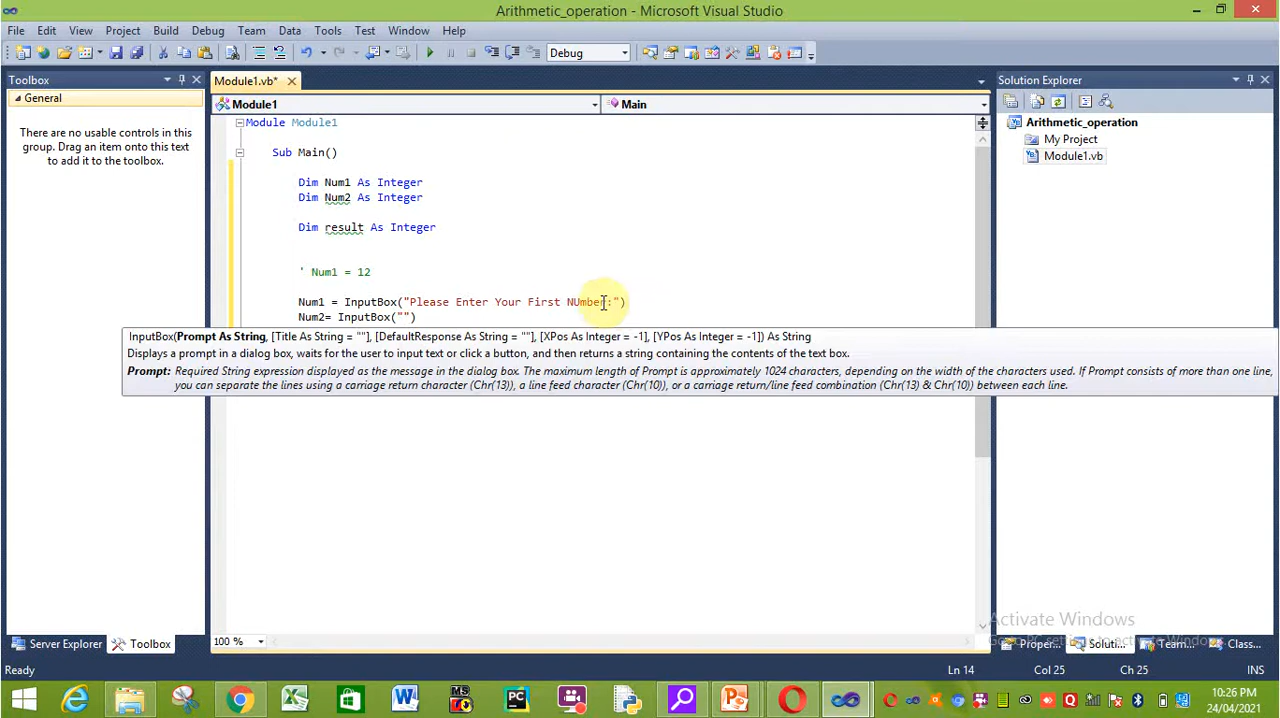 Arithmetic_operation - Microsoft Visual Studio
File Edit View Project Build Debug Team Data Tools Test Window Help
Debug
Toolbox
Module1.vb*
Solution Explorer
General
Module1
Main
There are no usable controls in this
group. Drag an item onto this text
to add it to the toolbox.
Module Module1
Sub Main()
Dim Num1 As Integer
Dim Num2 As Integer
Dim result As Integer
' Num1 = 12
Num1 = InputBox("Please Enter Your First NUmber:")
Num2= InputBox("")
InputBox(Prompt As String, [Title As String = ""], [DefaultResponse As String = ""], [XPos As Integer = -1], [YPos As Integer = -1]) As String
Displays a prompt in a dialog box, waits for the user to input text or click a button, and then returns a string containing the contents of the text box.
Prompt: Required String expression displayed as the message in the dialog box. The maximum length of Prompt is approximately 1024 characters, depending on the width of the characters used. If Prompt consists of more than one line,
you can separate the lines using a carriage return character (Chr(13)), a line feed character (Chr(10)), or a carriage return/line feed combination (Chr(13) & Chr(10)) between each line.
Arithmetic_operation
My Project
Module1.vb
100 %
Activate Windows
Go to PC settings to activate Windows.
Server Explorer
Toolbox
Proper...
Soluti...
Team...
Class...
Ready
Ln 14
Col 25
Ch 25
INS
10:26 PM
24/04/2021